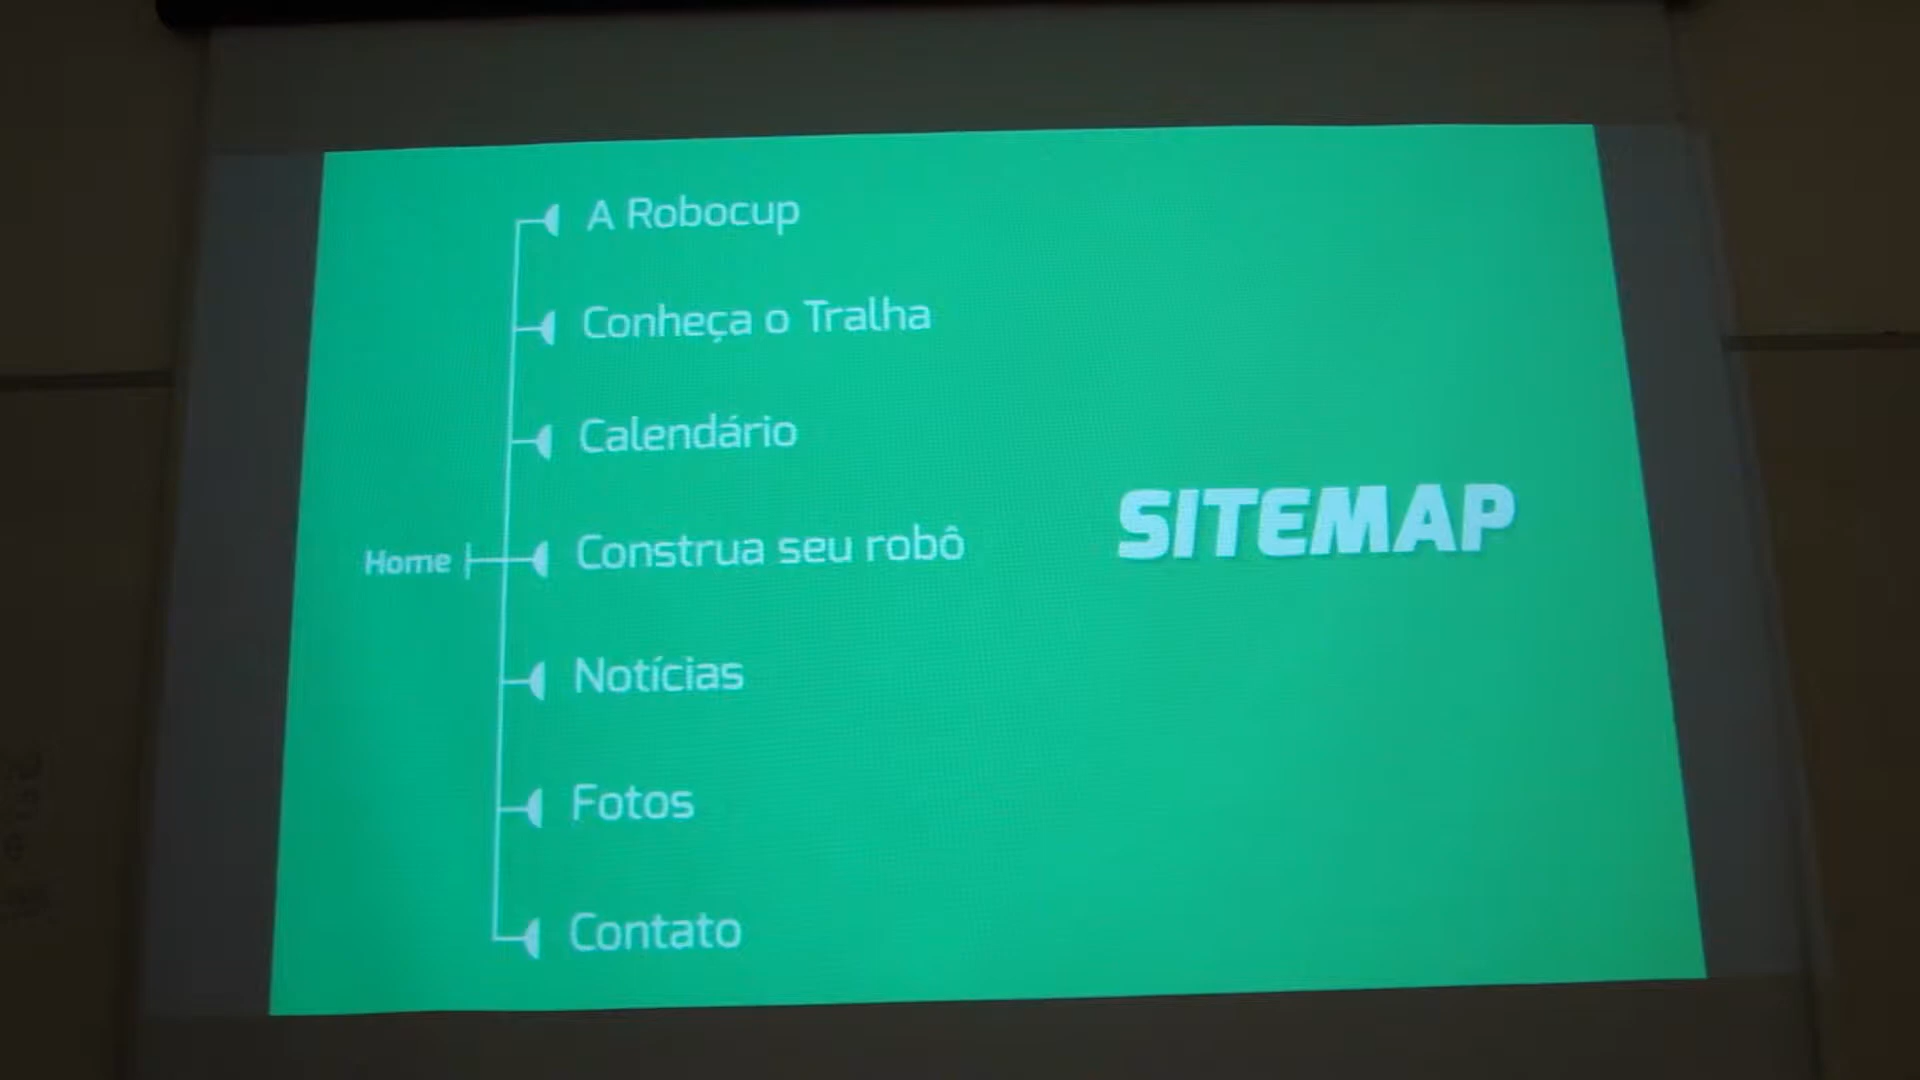 A Robocup
Conheça o Tralha
Calendário
Home
Construa seu robô
Notícias
Fotos
Contato
SITEMAP